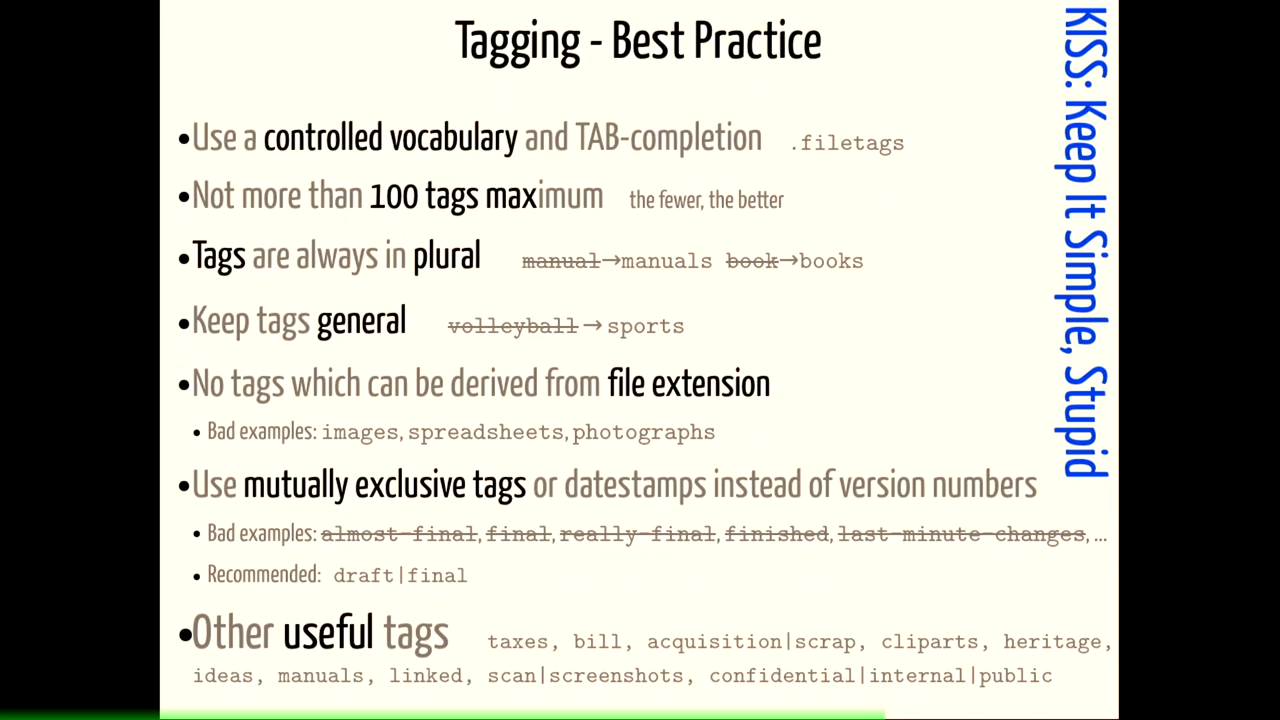 Tagging - Best Practice
KISS: Keep It Simple, Stupid
•Use a controlled vocabulary and TAB-completion .filetags
•Not more than 100 tags maximum the fewer, the better
•Tags are always in plural manual→manuals book→books
•Keep tags general volleyball→sports
•No tags which can be derived from file extension
• Bad examples: images, spreadsheets, photographs
•Use mutually exclusive tags or datestamps instead of version numbers
• Bad examples: almost-final, final, really-final, finished, last-minute-changes, ...
• Recommended: draft|final
•Other useful tags taxes, bill, acquisition|scrap, cliparts, heritage,
ideas, manuals, linked, scan|screenshots, confidential|internal|public